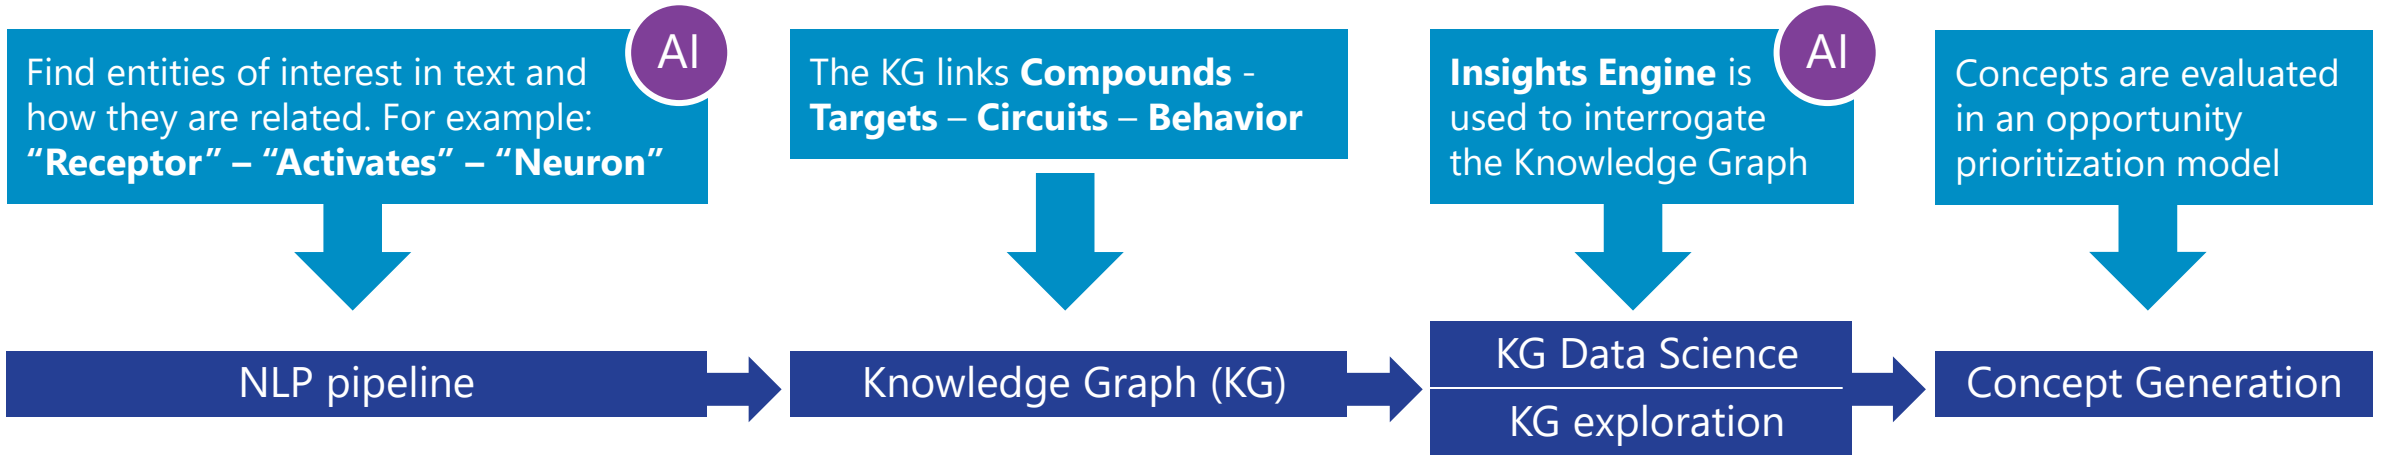 Find entities of interest in text and
how they are related. For example:
“Receptor” – “Activates” – “Neuron”
AI
The KG links Compounds -
Targets – Circuits – Behavior
Insights Engine is
used to interrogate
the Knowledge Graph
AI
Concepts are evaluated
in an opportunity
prioritization model
NLP pipeline
Knowledge Graph (KG)
KG Data Science
KG exploration
Concept Generation